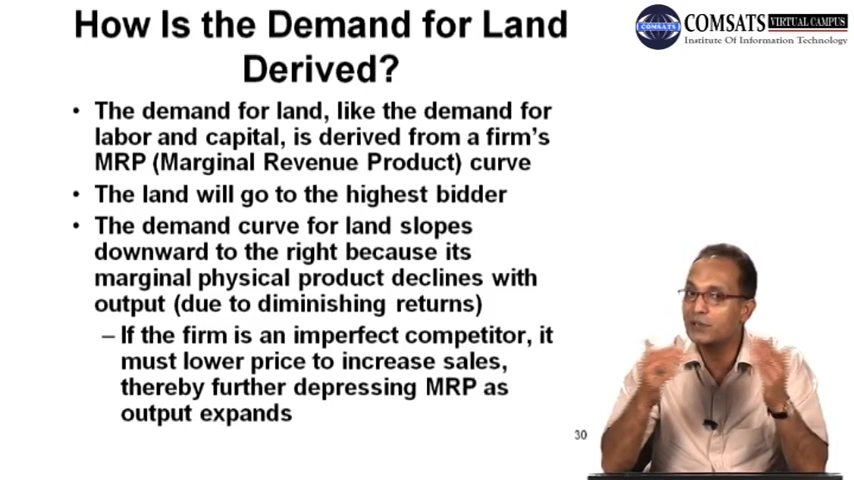 How Is the Demand for Land
Derived?
COMSATS VIRTUAL CAMPUS
Institute Of Information Technology
• The demand for land, like the demand for
labor and capital, is derived from a firm's
MRP (Marginal Revenue Product) curve
• The land will go to the highest bidder
• The demand curve for land slopes
downward to the right because its
marginal physical product declines with
output (due to diminishing returns)
– If the firm is an imperfect competitor, it
must lower price to increase sales,
thereby further depressing MRP as
output expands
30